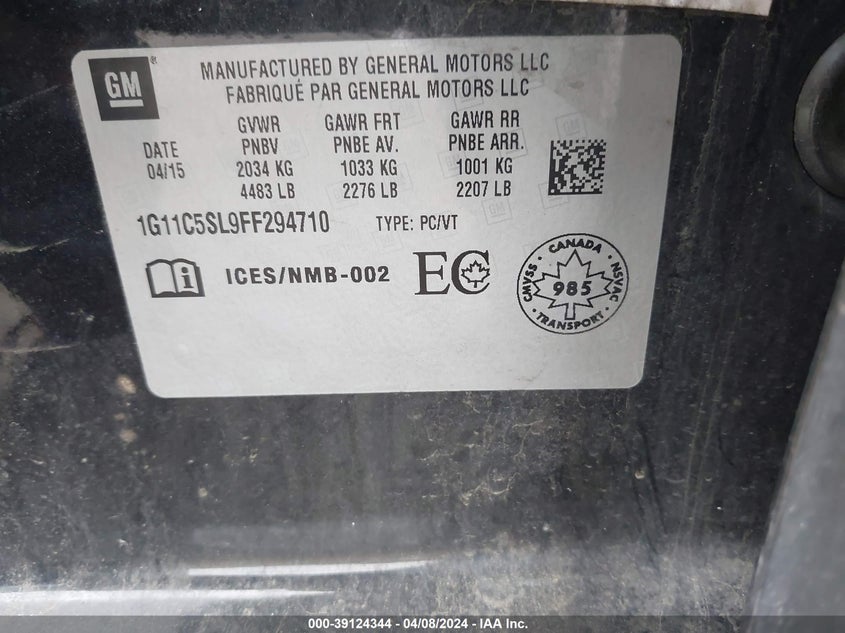 GM
MANUFACTURED BY GENERAL MOTORS LLC
FABRIQUÉ PAR GENERAL MOTORS LLC
DATE
04/15
GVWR
PNBV
2034 KG
4483 LB
GAWR FRT
PNBE AV.
1033 KG
2276 LB
GAWR RR
PNBE ARR.
1001 KG
2207 LB
1G11C5SL9FF294710 TYPE: PC/VT
i ICES/NMB-002 EC
CANADA
CMVSS 985 NSVAC
TRANSPORT
000-39124344 - 04/08/2024 - IAA Inc.